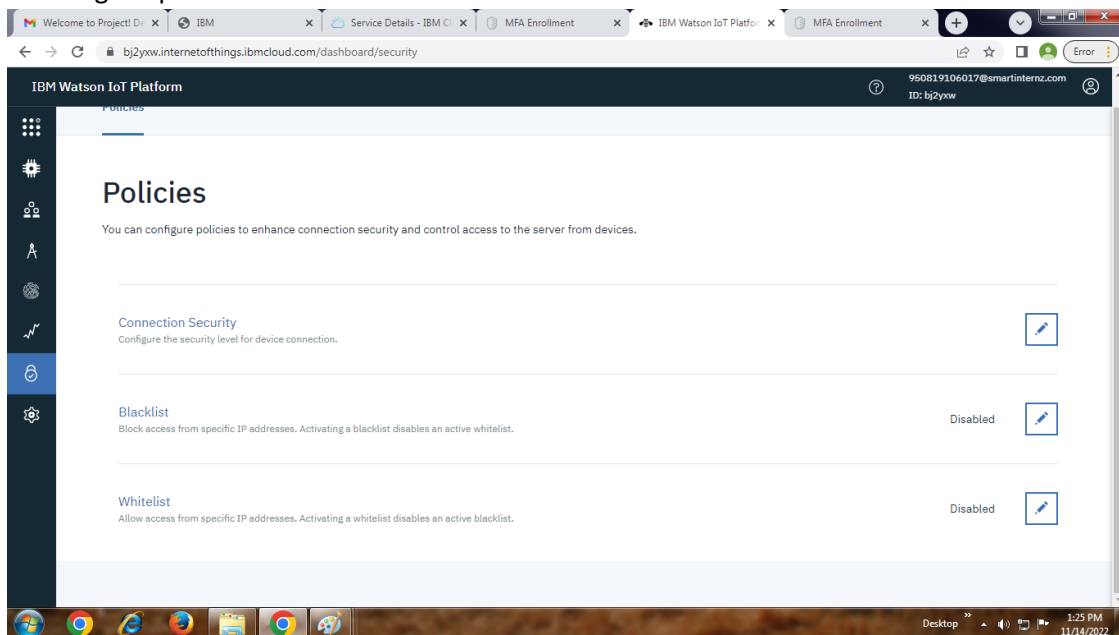 Welcome to Project! De
IBM
Service Details - IBM Cl
MFA Enrollment
IBM Watson IoT Platfor
MFA Enrollment
bj2yxw.internetofthings.ibmcloud.com/dashboard/security
Error
IBM Watson IoT Platform
950819106017@smartinternz.com
ID: bj2yxw
Policies
Policies
You can configure policies to enhance connection security and control access to the server from devices.
Connection Security
Configure the security level for device connection.
Blacklist
Disabled
Block access from specific IP addresses. Activating a blacklist disables an active whitelist.
Whitelist
Disabled
Allow access from specific IP addresses. Activating a whitelist disables an active blacklist.
Desktop
1:25 PM
11/14/2022